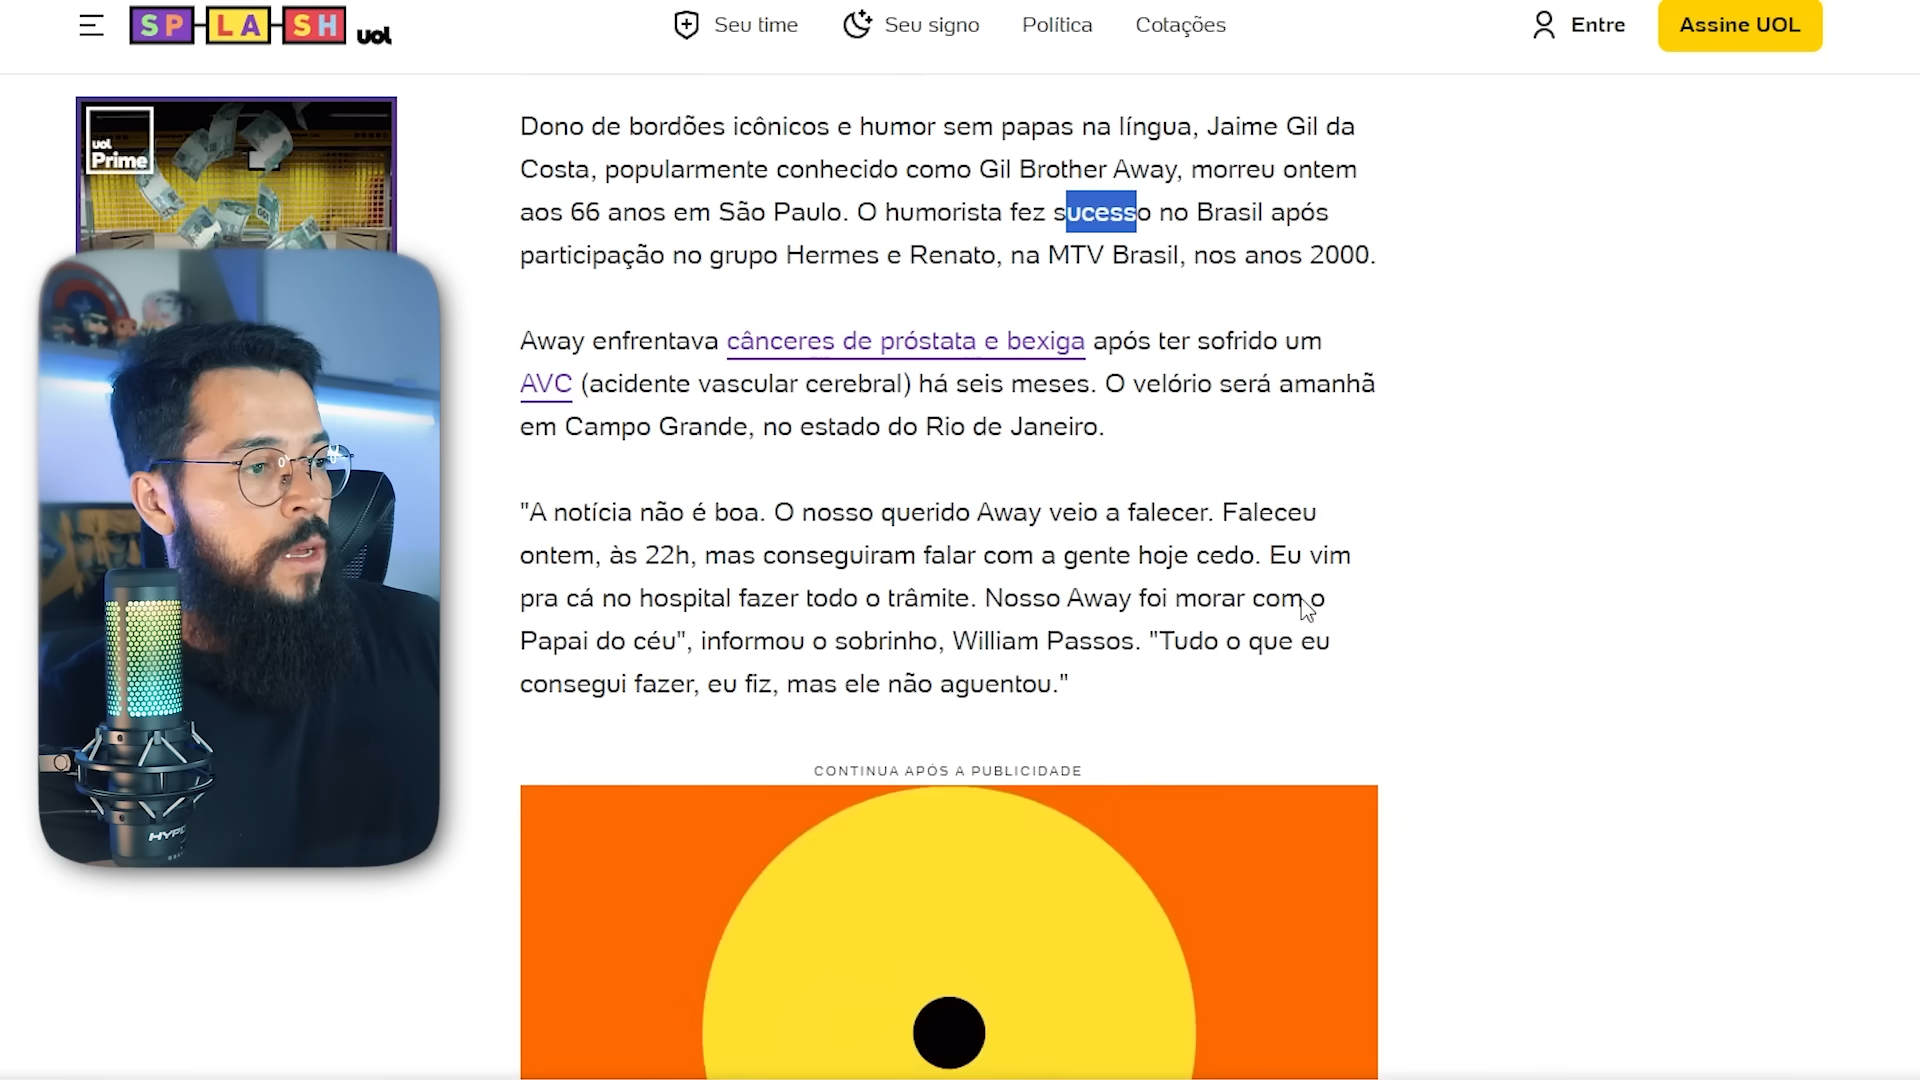 SPLASH uol
Seu time
Seu signo
Política
Cotações
Entre
Assine UOL
uol
Prime
Dono de bordões icônicos e humor sem papas na língua, Jaime Gil da
Costa, popularmente conhecido como Gil Brother Away, morreu ontem
aos 66 anos em São Paulo. O humorista fez sucesso no Brasil após
participação no grupo Hermes e Renato, na MTV Brasil, nos anos 2000.
Away enfrentava cânceres de próstata e bexiga após ter sofrido um
AVC (acidente vascular cerebral) há seis meses. O velório será amanhã
em Campo Grande, no estado do Rio de Janeiro.
"A notícia não é boa. O nosso querido Away veio a falecer. Faleceu
ontem, às 22h, mas conseguiram falar com a gente hoje cedo. Eu vim
pra cá no hospital fazer todo o trâmite. Nosso Away foi morar com o
Papai do céu", informou o sobrinho, William Passos. "Tudo o que eu
consegui fazer, eu fiz, mas ele não aguentou."
CONTINUA APÓS A PUBLICIDADE